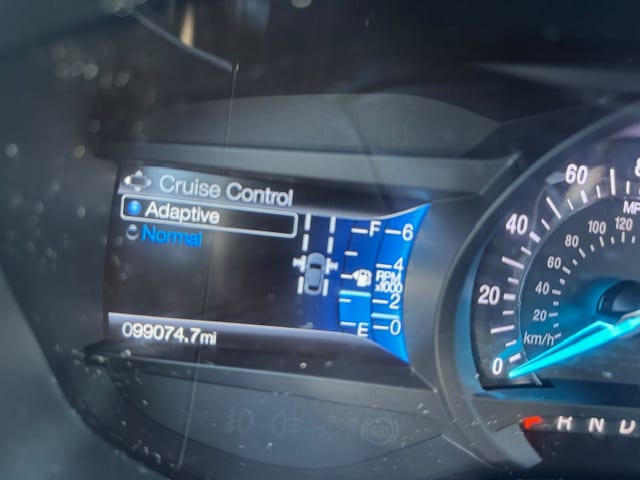 Cruise Control
Adaptive
Normal
099074.7mi
F
E
6
4
RPM
x1000
2
0
60
40
20
0
MP
120
100
80
60
40
20
km/h
P R N D